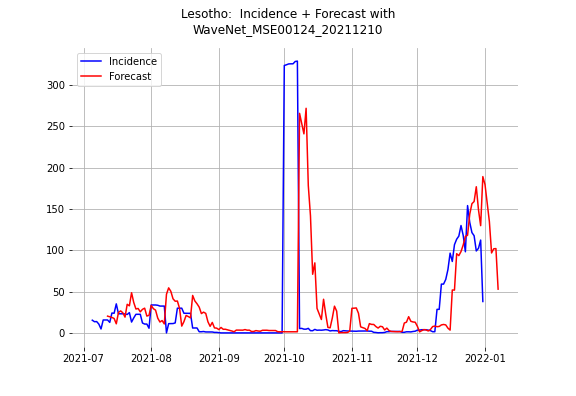 Lesotho:  Incidence + Forecast with
WaveNet_MSE00124_20211210
Incidence
Forecast
300
250
200
150
100
50
0
2021-07 2021-08 2021-09 2021-10 2021-11 2021-12 2022-01